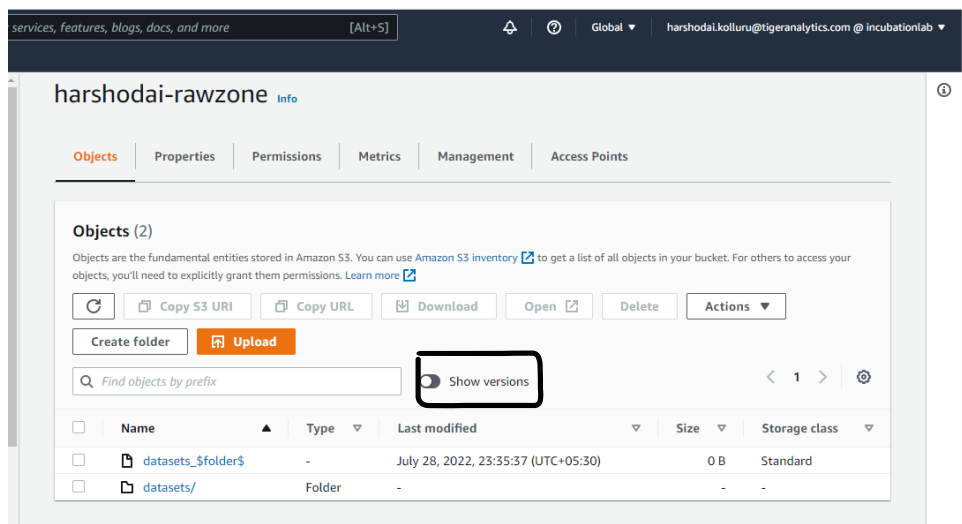 services, features, blogs, docs, and more [Alt+S] Global ▼ harshodai.kolluru@tigeranalytics.com @ incubationlab ▼
harshodai-rawzone Info
Objects Properties Permissions Metrics Management Access Points
Objects (2)
Objects are the fundamental entities stored in Amazon S3. You can use Amazon S3 inventory to get a list of all objects in your bucket. For others to access your
objects, you'll need to explicitly grant them permissions. Learn more
Copy S3 URI Copy URL Download Open Delete Actions ▼
Create folder Upload
Find objects by prefix Show versions 1
Name Type Last modified Size Storage class
datasets_$folder$ - July 28, 2022, 23:35:37 (UTC+05:30) 0 B Standard
datasets/ Folder - - -